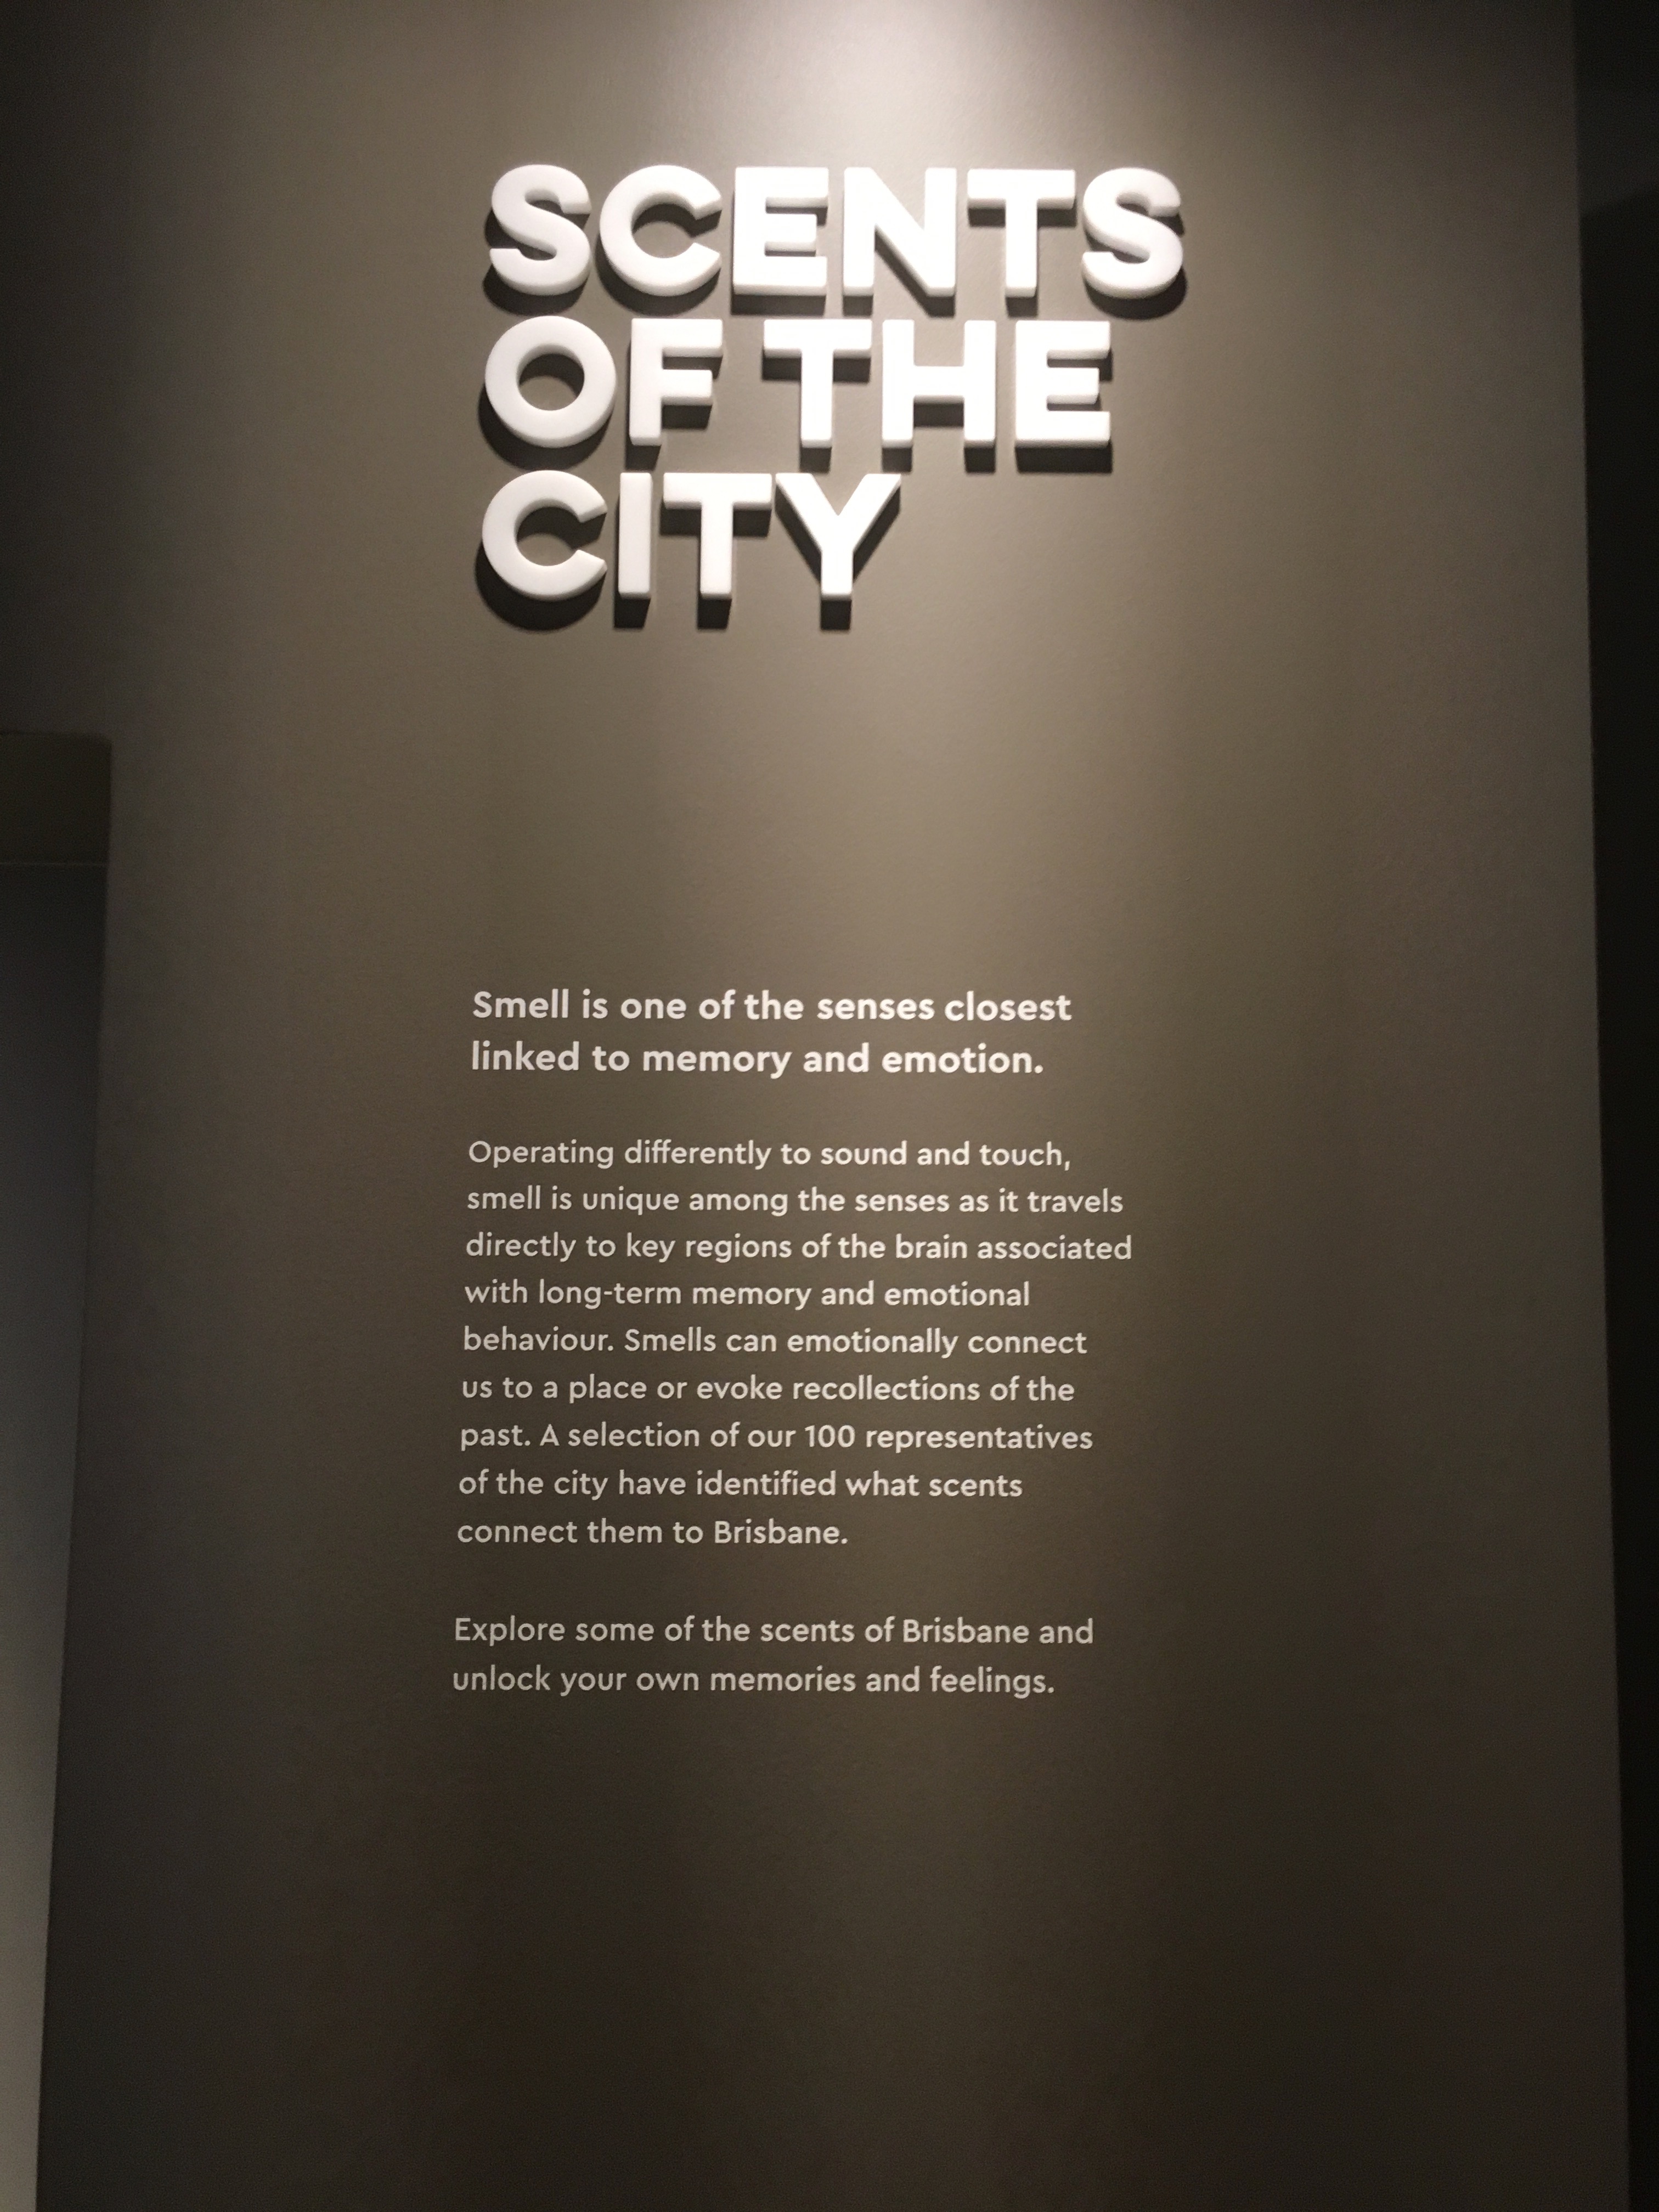 SCENTS
OF THE
CITY
Smell is one of the senses closest
linked to memory and emotion.
Operating differently to sound and touch,
smell is unique among the senses as it travels
directly to key regions of the brain associated
with long-term memory and emotional
behaviour. Smells can emotionally connect
us to a place or evoke recollections of the
past. A selection of our 100 representatives
of the city have identified what scents
connect them to Brisbane.
Explore some of the scents of Brisbane and
unlock your own memories and feelings.